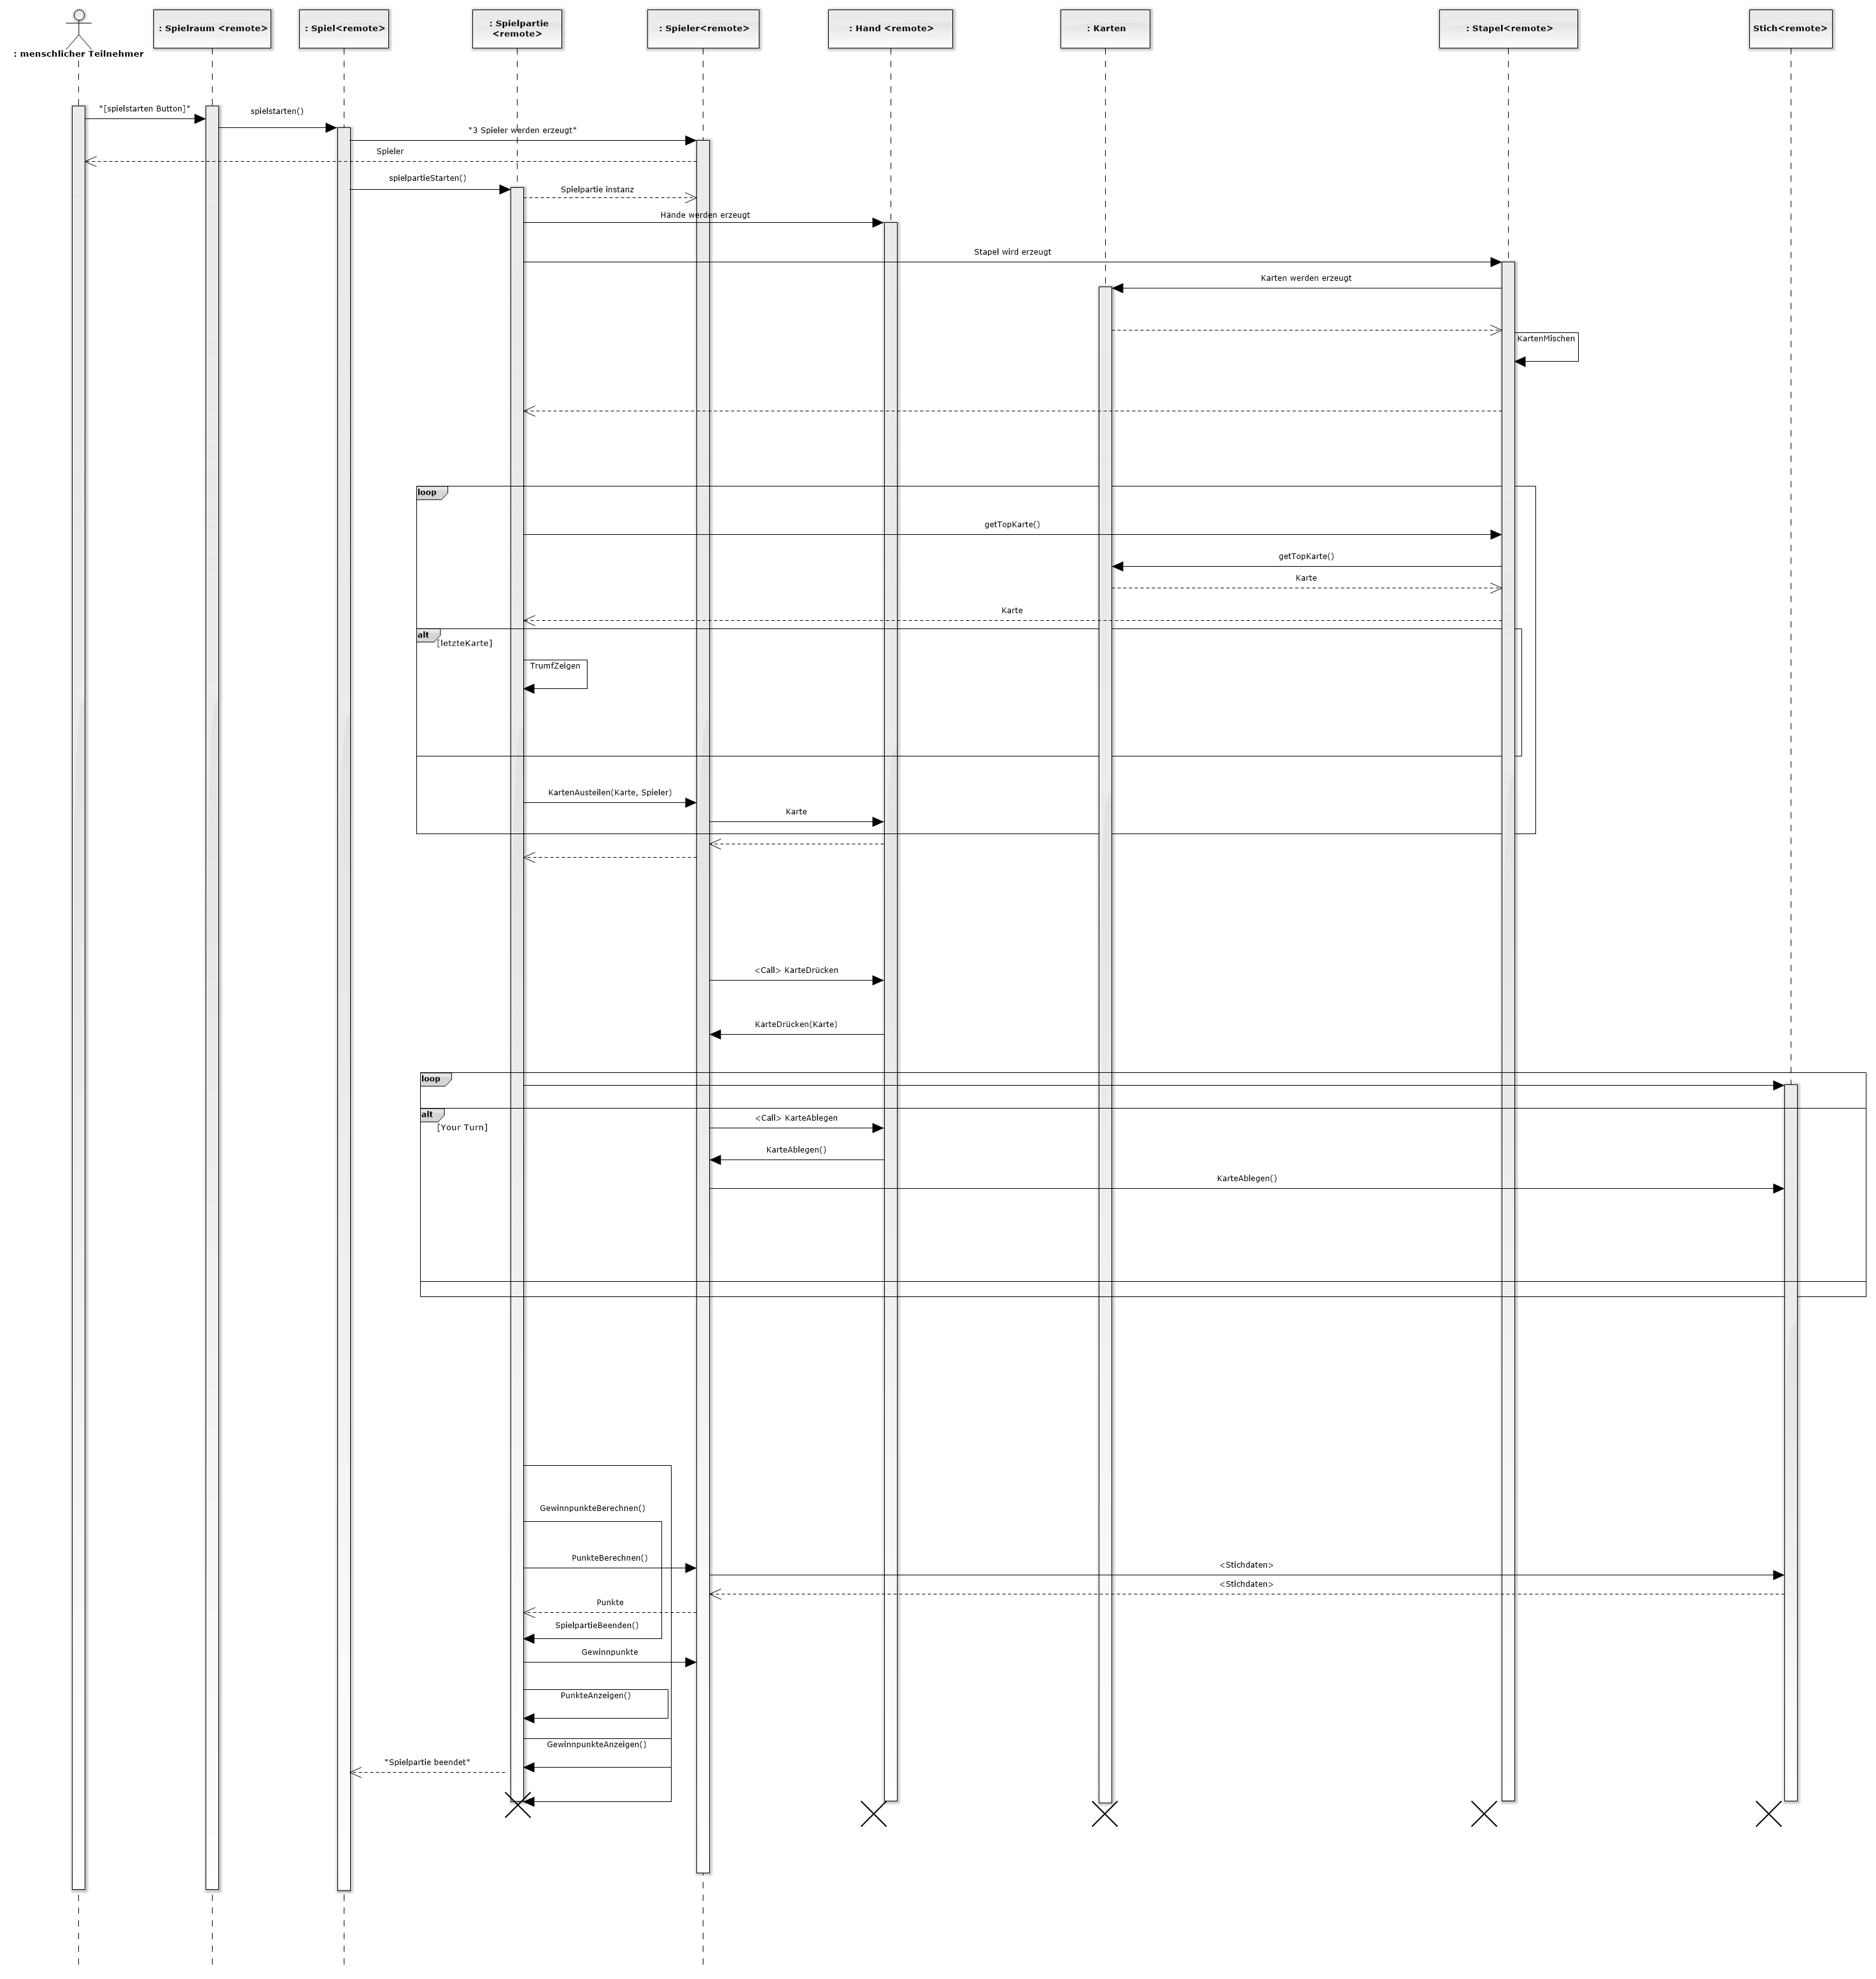 : menschlicher Teilnehmer
: Spielraum <remote>
: Spiel<remote>
: Spielpartie
<remote>
: Spieler<remote>
: Hand <remote>
: Karten
: Stapel<remote>
Stich<remote>
"[spielstarten Button]"
spielstarten()
"3 Spieler werden erzeugt"
Spieler
spielpartieStarten()
Spielpartie instanz
Hände werden erzeugt
Stapel wird erzeugt
Karten werden erzeugt
KartenMischen
loop
getTopKarte()
getTopKarte()
Karte
Karte
alt
[letzteKarte]
TrumfZeigen
KartenAusteilen(Karte, Spieler)
Karte
<Call> KarteDrücken
KarteDrücken(Karte)
loop
alt
<Call> KarteAblegen
[Your Turn]
KarteAblegen()
KarteAblegen()
GewinnpunkteBerechnen()
PunkteBerechnen()
<Stichdaten>
<Stichdaten>
Punkte
SpielpartieBeenden()
Gewinnpunkte
PunkteAnzeigen()
GewinnpunkteAnzeigen()
"Spielpartie beendet"